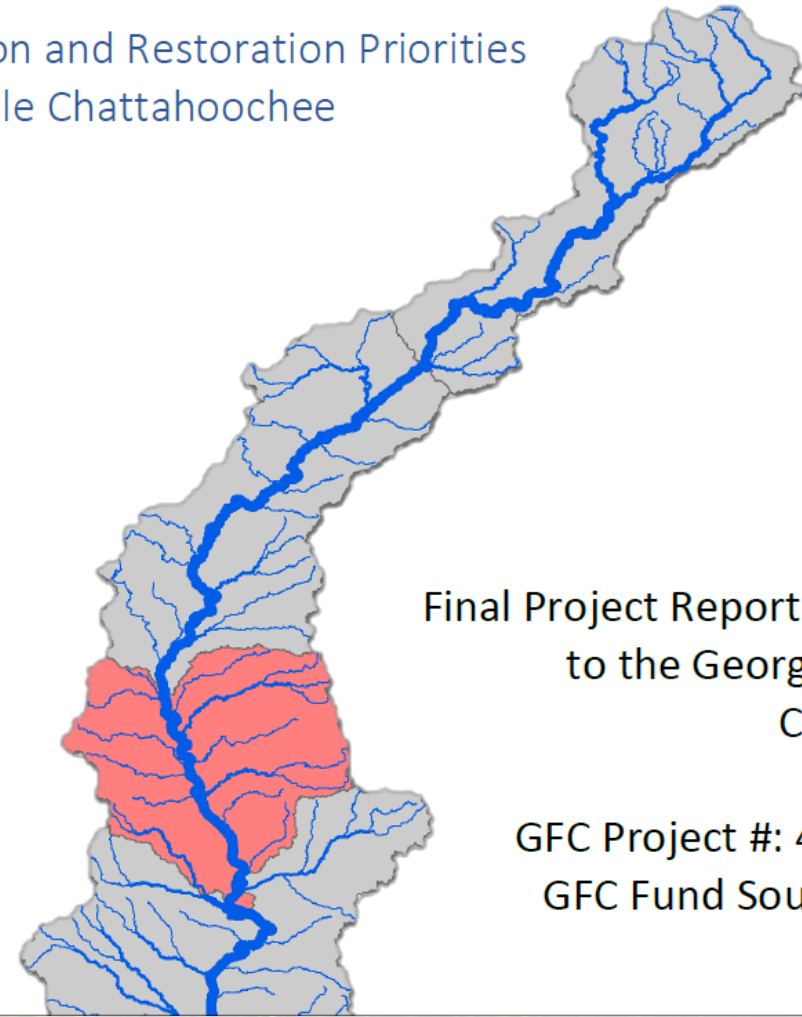 on and Restoration Priorities
le Chattahoochee
Final Project Report
to the Georg
C
GFC Project #: 4
GFC Fund Sou